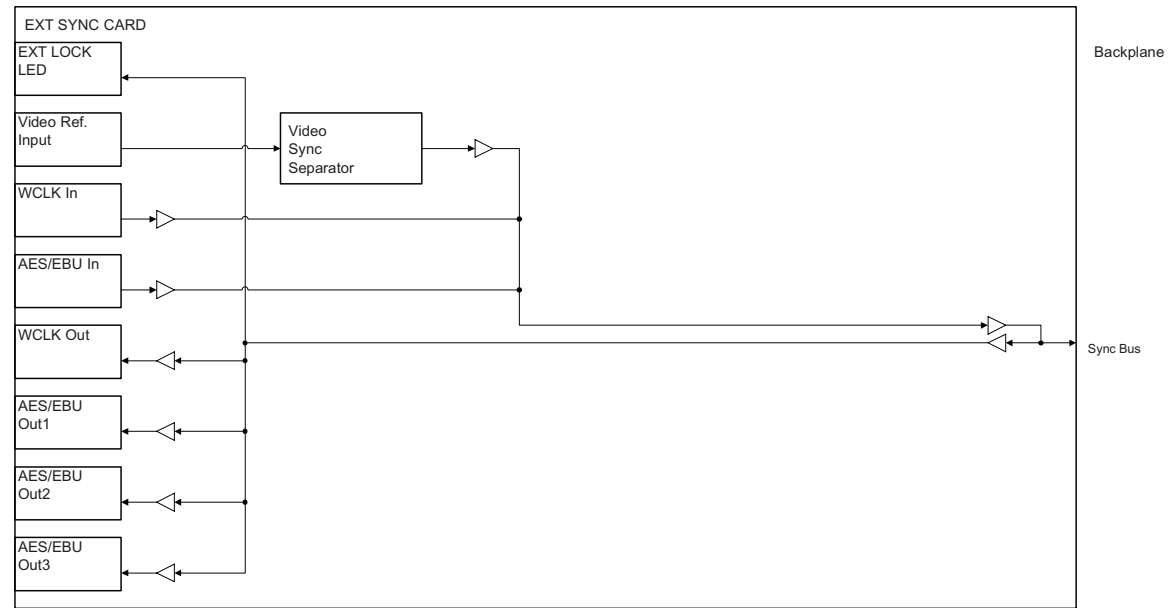 EXT SYNC CARD
EXT LOCK
LED
Backplane
Video Ref.
Input
Video
Sync
Separator
WCLK In
AES/EBU In
WCLK Out
Sync Bus
AES/EBU
Out1
AES/EBU
Out2
AES/EBU
Out3